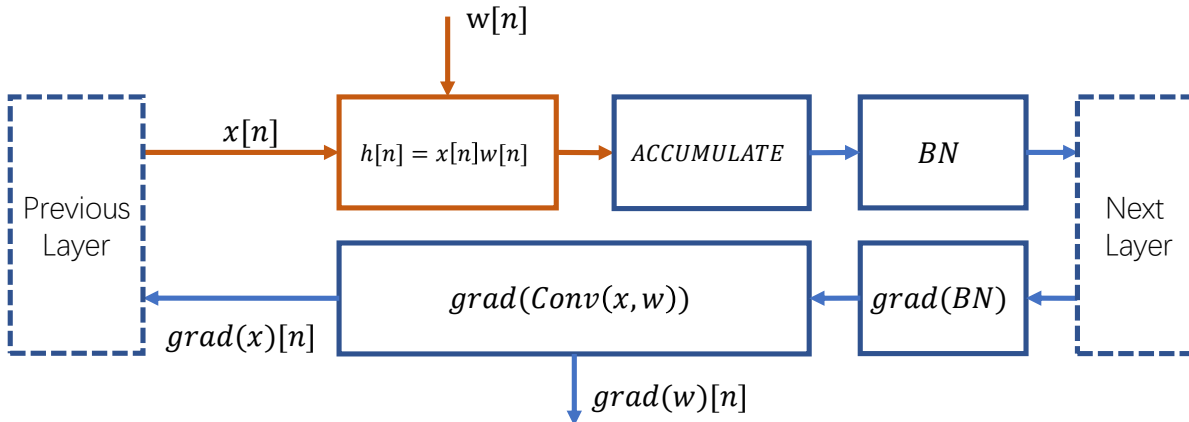 w[n]
x[n]
h[n] = x[n]w[n]
ACCUMULATE
BN
Previous
Layer
Next
Layer
grad(Conv(x, w))
grad(BN)
grad(x)[n]
grad(w)[n]